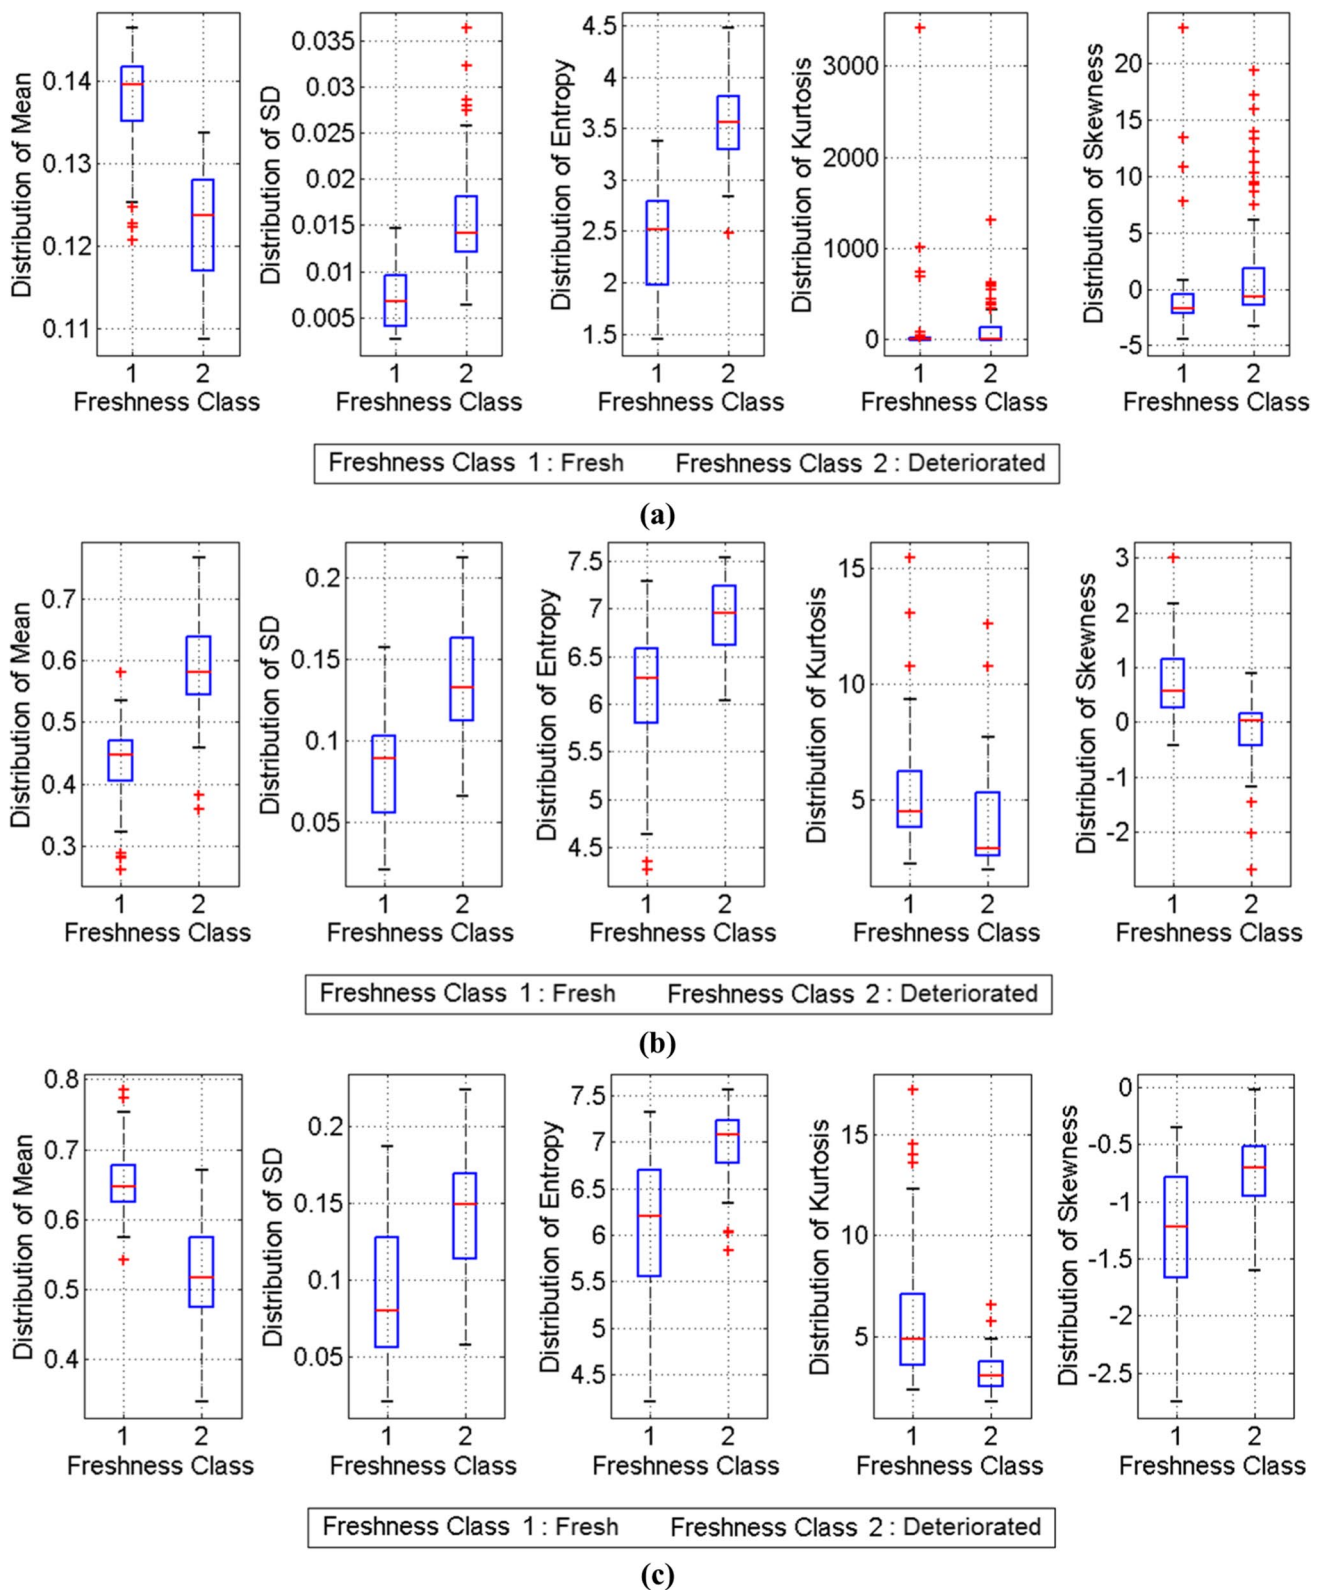 Distribution of Mean
0.14
0.13
0.12
0.11
1 2
Freshness Class
Distribution of SD
0.035
0.03
0.025
0.02
0.015
0.01
0.005
1 2
Freshness Class
Distribution of Entropy
4.5
4
3.5
3
2.5
2
1.5
1 2
Freshness Class
Distribution of Kurtosis
3000
2000
1000
0
1 2
Freshness Class
Distribution of Skewness
20
15
10
5
0
-5
1 2
Freshness Class
Freshness Class 1 : Fresh Freshness Class 2 : Deteriorated
(a)
Distribution of Mean
0.7
0.6
0.5
0.4
0.3
1 2
Freshness Class
Distribution of SD
0.2
0.15
0.1
0.05
1 2
Freshness Class
Distribution of Entropy
7.5
7
6.5
6
5.5
5
4.5
1 2
Freshness Class
Distribution of Kurtosis
15
10
5
1 2
Freshness Class
Distribution of Skewness
3
2
1
0
-1
-2
1 2
Freshness Class
Freshness Class 1 : Fresh Freshness Class 2 : Deteriorated
(b)
Distribution of Mean
0.8
0.7
0.6
0.5
0.4
1 2
Freshness Class
Distribution of SD
0.2
0.15
0.1
0.05
1 2
Freshness Class
Distribution of Entropy
7.5
7
6.5
6
5.5
5
4.5
1 2
Freshness Class
Distribution of Kurtosis
15
10
5
1 2
Freshness Class
Distribution of Skewness
0
-0.5
-1
-1.5
-2
-2.5
1 2
Freshness Class
Freshness Class 1 : Fresh Freshness Class 2 : Deteriorated
(c)